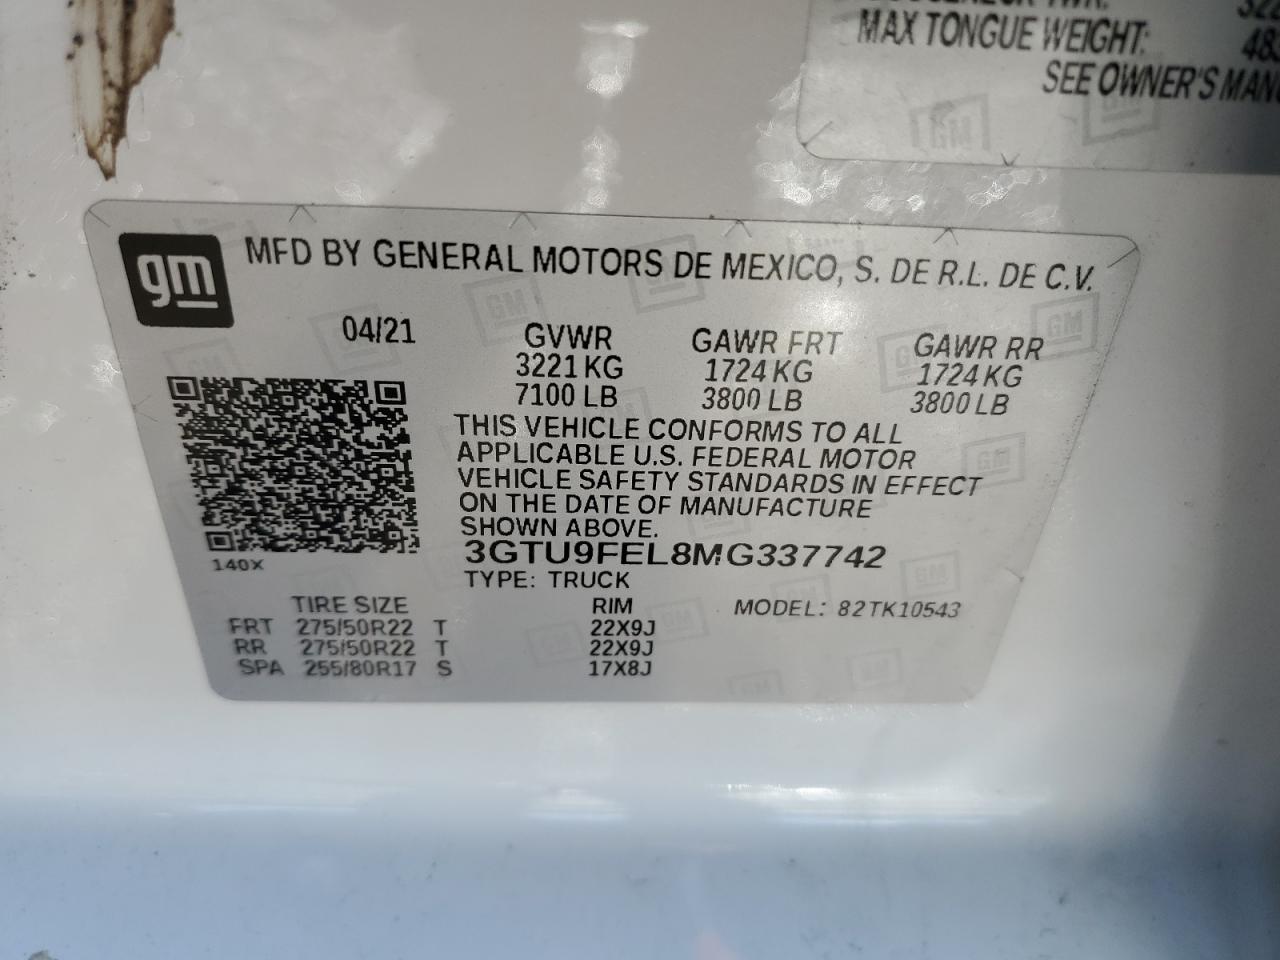 MAX TONGUE WEIGHT:
SEE OWNER'S
gm
MFD BY GENERAL MOTORS DE MEXICO, S. DE R.L. DE C.V.
04/21
GVWR GAWR FRT GAWR RR
3221 KG 1724 KG 1724 KG
7100 LB 3800 LB 3800 LB
THIS VEHICLE CONFORMS TO ALL
APPLICABLE U.S. FEDERAL MOTOR
VEHICLE SAFETY STANDARDS IN EFFECT
ON THE DATE OF MANUFACTURE
SHOWN ABOVE.
3GTU9FEL8MG337742
140X
TYPE: TRUCK
TIRE SIZE RIM MODEL: 82TK10543
FRT 275/50R22 T 22X9J
RR 275/50R22 T 22X9J
SPA 255/80R17 S 17X8J